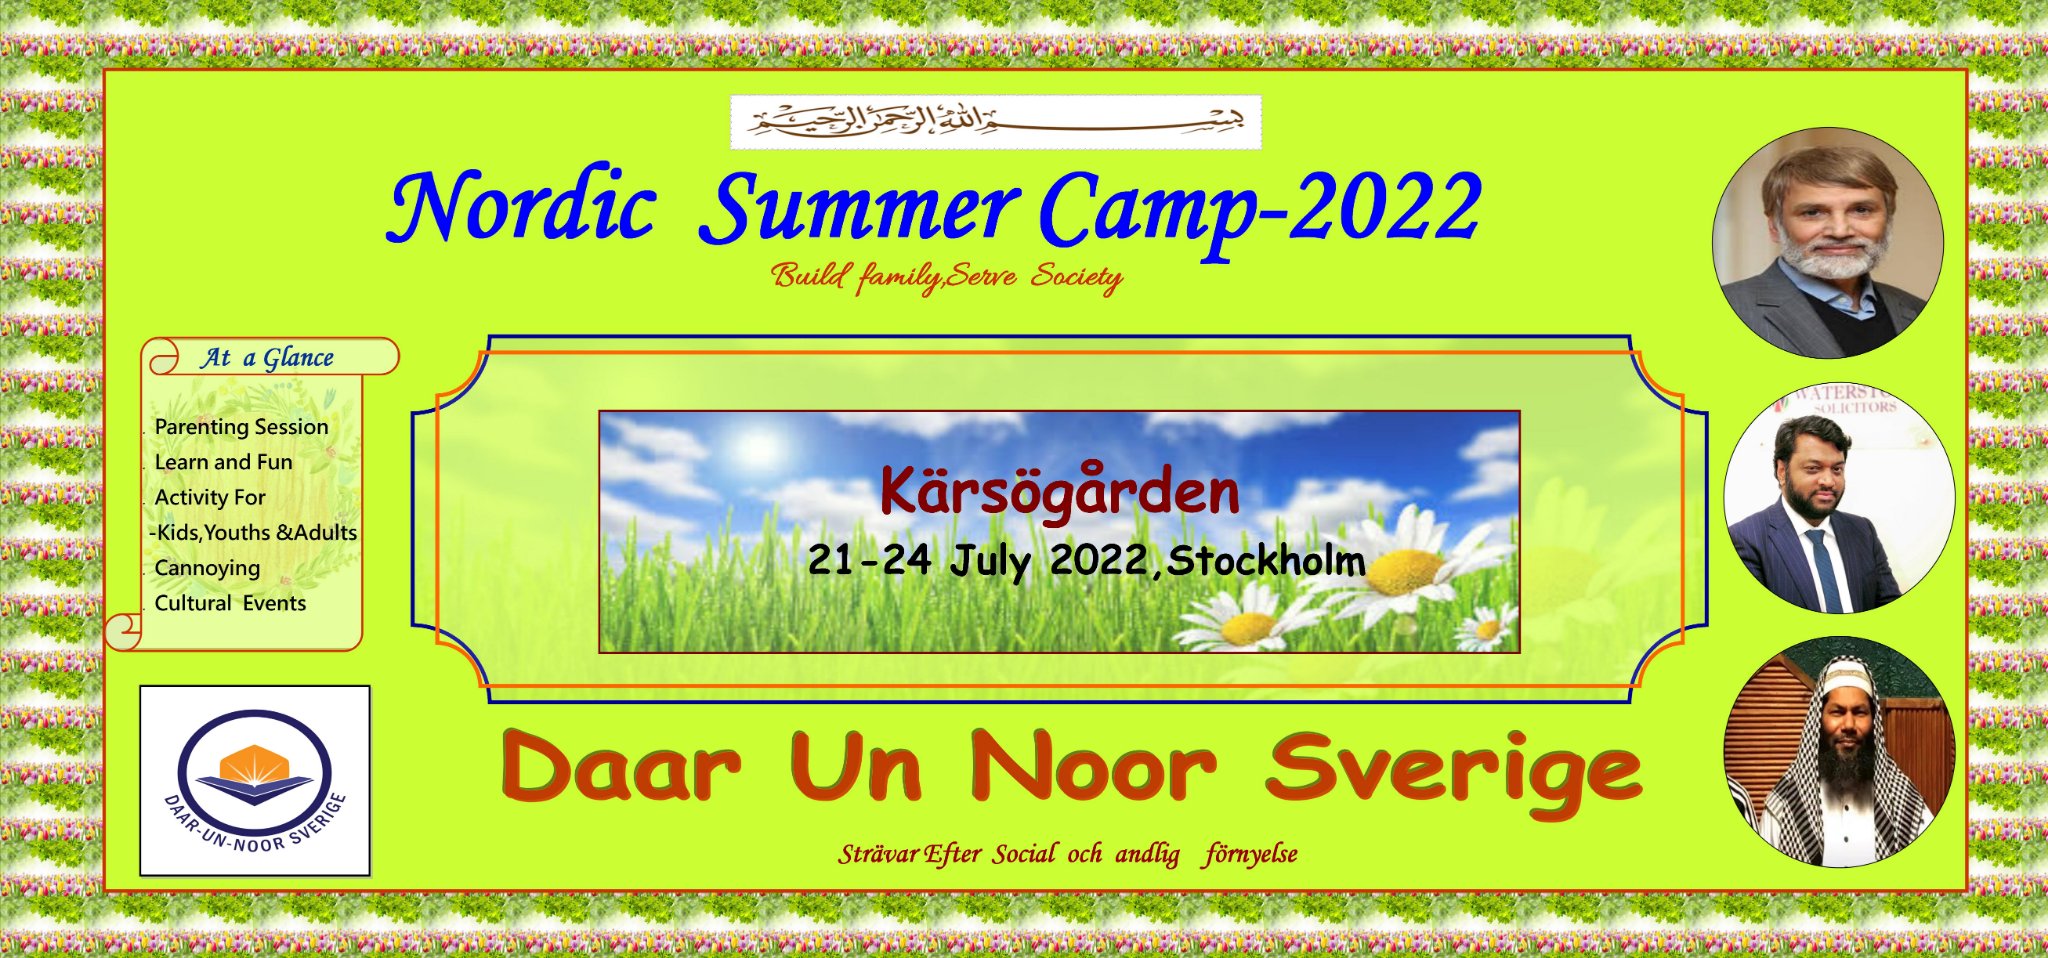 بسم الله الرحمن الرحيم
Nordic Summer Camp-2022
Build family,Serve Society
At a Glance
. Parenting Session
. Learn and Fun
. Activity For
-Kids,Youths &Adults
. Cannoying
. Cultural Events
Kärsögården
21-24 July 2022,Stockholm
SOLICITORS
DAAR-UN-NOOR SVERIGE
Daar Un Noor Sverige
Strävar Efter Social och andlig förnyelse